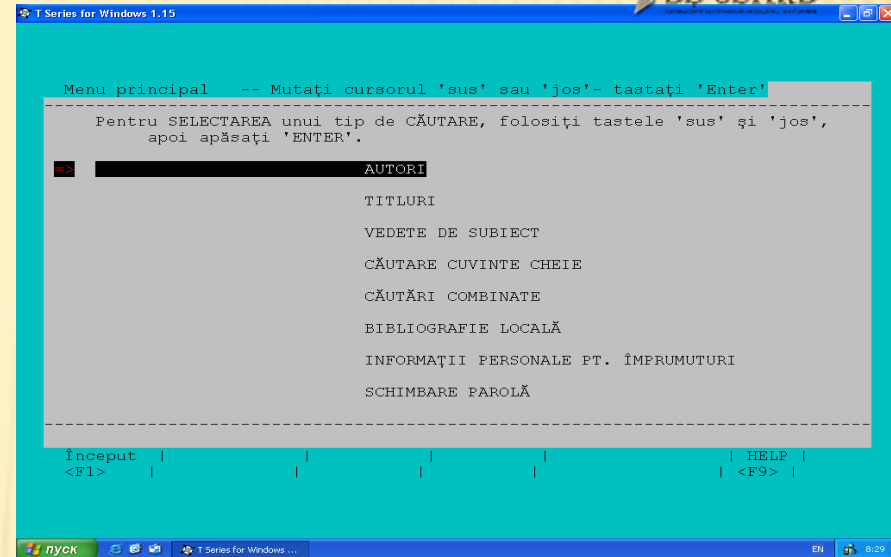 T Series for Windows 1.15
Menu principal -- Mutaţi cursorul 'sus' sau 'jos'- tastaţi 'Enter'
Pentru SELECTAREA unui tip de CĂUTARE, folosiţi tastele 'sus' şi 'jos',
apoi apăsaţi 'ENTER'.
=> AUTORI
TITLURI
VEDETE DE SUBIECT
CĂUTARE CUVINTE CHEIE
CĂUTĂRI COMBINATE
BIBLIOGRAFIE LOCALĂ
INFORMAŢII PERSONALE PT. ÎMPRUMUTURI
SCHIMBARE PAROLĂ
Început | | | | | HELP |
<F1> | | | | | <F9> |
пуск T Series for Windows ... EN 8:29